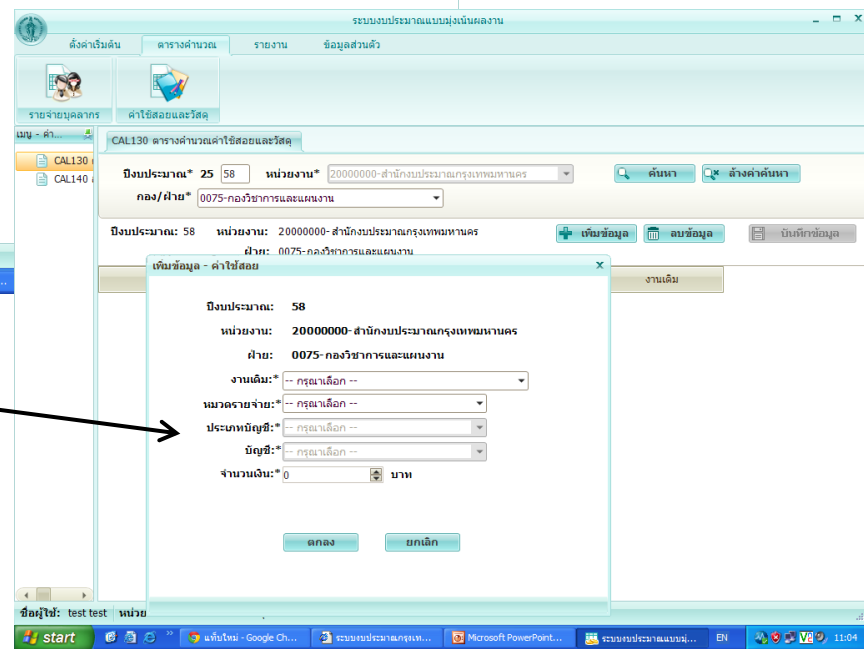 ระบบงบประมาณแบบมุ่งเน้นผลงาน
ตั้งค่าเริ่มต้น ตารางคำนวณ รายงาน ข้อมูลส่วนตัว
รายจ่ายบุคลากร ค่าใช้สอยและวัสดุ
เมนู - ค่า... CAL130 ตารางคำนวณค่าใช้สอยและวัสดุ
CAL130
CAL140
ปีงบประมาณ* 25 58 หน่วยงาน* 20000000-สำนักงบประมาณกรุงเทพมหานคร ค้นหา ล้างค่าค้นหา
กอง/ฝ่าย* 0075-กองวิชาการและแผนงาน
ปีงบประมาณ: 58 หน่วยงาน: 20000000-สำนักงบประมาณกรุงเทพมหานคร เพิ่มข้อมูล ลบข้อมูล บันทึกข้อมูล
ฝ่าย: 0075-กองวิชาการและแผนงาน
เพิ่มข้อมูล - ค่าใช้สอย x
งานเดิม
ปีงบประมาณ: 58
หน่วยงาน: 20000000-สำนักงบประมาณกรุงเทพมหานคร
ฝ่าย: 0075-กองวิชาการและแผนงาน
งานเดิม:* -- กรุณาเลือก --
หมวดรายจ่าย:* -- กรุณาเลือก --
ประเภทบัญชี:* -- กรุณาเลือก --
บัญชี:* -- กรุณาเลือก --
จำนวนเงิน:* 0 บาท
ตกลง ยกเลิก
ชื่อผู้ใช้: test test หน่วย
start แท็บใหม่ - Google Ch... ระบบงบประมาณกรุงเท... Microsoft PowerPoint... ระบบงบประมาณแบบมุ่... EN 11:04